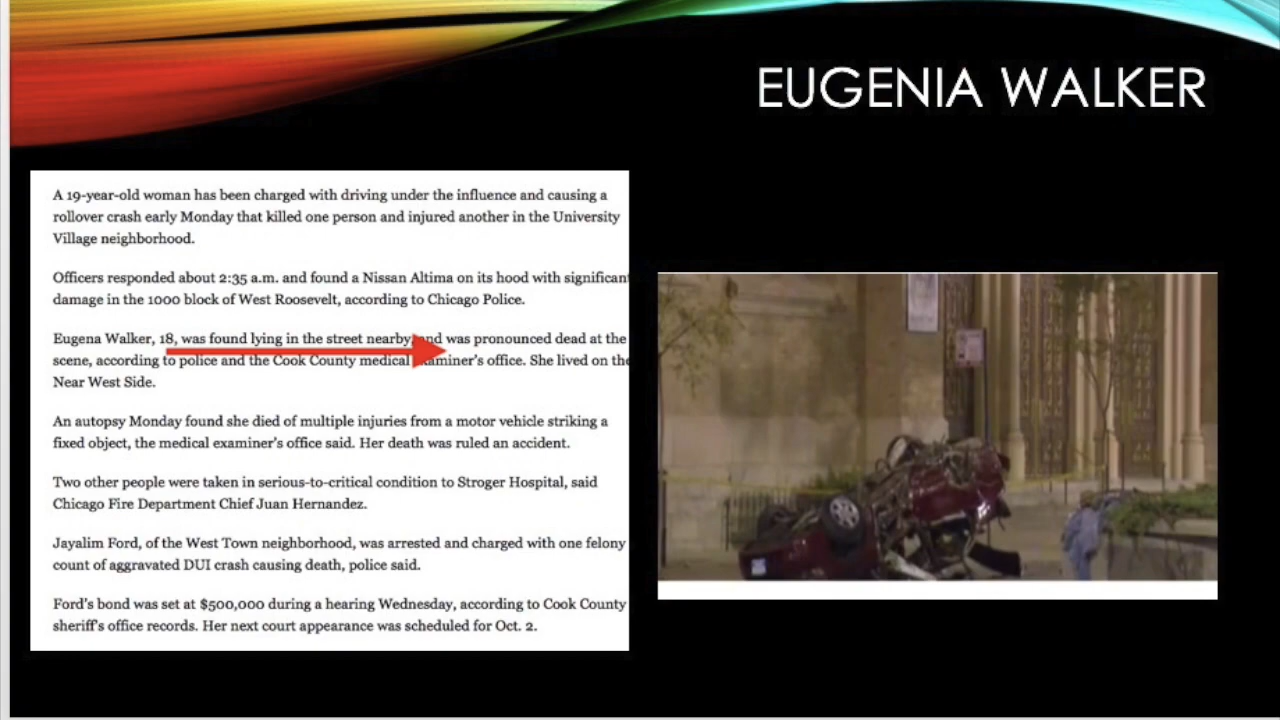 EUGENIA WALKER
A 19-year-old woman has been charged with driving under the influence and causing a
rollover crash early Monday that killed one person and injured another in the University
Village neighborhood.
Officers responded about 2:35 a.m. and found a Nissan Altima on its hood with significant
damage in the 1000 block of West Roosevelt, according to Chicago Police.
Eugena Walker, 18, was found lying in the street nearby and was pronounced dead at the
scene, according to police and the Cook County medical examiner's office. She lived on the
Near West Side.
An autopsy Monday found she died of multiple injuries from a motor vehicle striking a
fixed object, the medical examiner's office said. Her death was ruled an accident.
Two other people were taken in serious-to-critical condition to Stroger Hospital, said
Chicago Fire Department Chief Juan Hernandez.
Jayalim Ford, of the West Town neighborhood, was arrested and charged with one felony
count of aggravated DUI crash causing death, police said.
Ford's bond was set at $500,000 during a hearing Wednesday, according to Cook County
sheriff's office records. Her next court appearance was scheduled for Oct. 2.